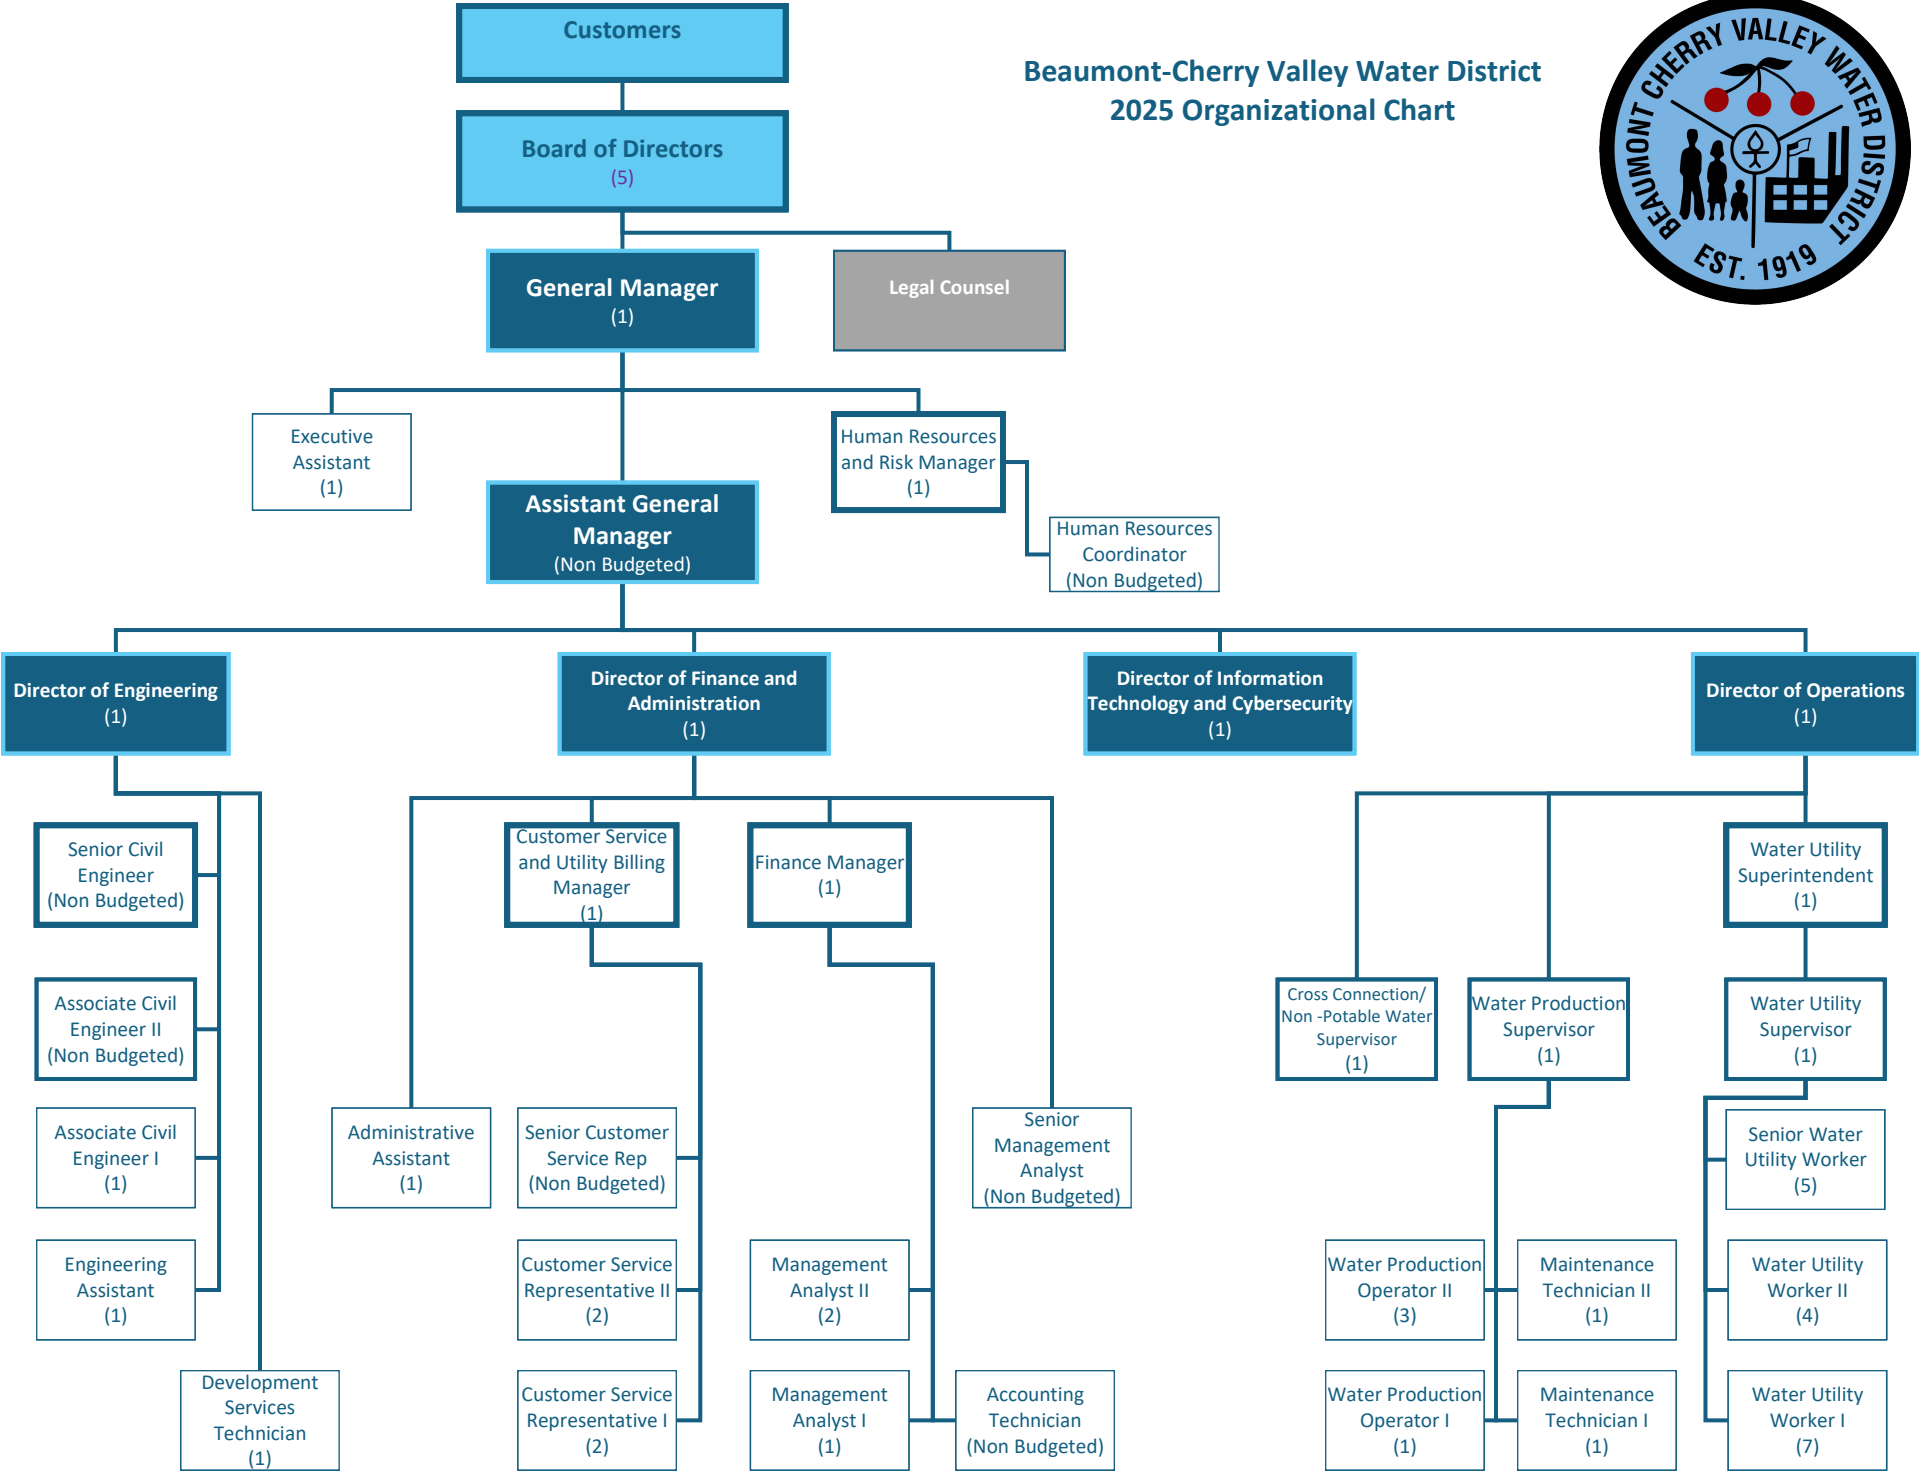 Customers
Beaumont-Cherry Valley Water District
2025 Organizational Chart
BEAUMONT CHERRY VALLEY WATER DISTRICT
EST. 1919
Board of Directors
(5)
General Manager
(1)
Legal Counsel
Executive
Assistant
(1)
Human Resources
and Risk Manager
(1)
Assistant General
Manager
(Non Budgeted)
Human Resources
Coordinator
(Non Budgeted)
Director of Engineering
(1)
Director of Finance and
Administration
(1)
Director of Information
Technology and Cybersecurity
(1)
Director of Operations
(1)
Senior Civil
Engineer
(Non Budgeted)
Customer Service
and Utility Billing
Manager
(1)
Finance Manager
(1)
Water Utility
Superintendent
(1)
Associate Civil
Engineer II
(Non Budgeted)
Cross Connection/
Non -Potable Water
Supervisor
(1)
Water Production
Supervisor
(1)
Water Utility
Supervisor
(1)
Associate Civil
Engineer I
(1)
Administrative
Assistant
(1)
Senior Customer
Service Rep
(Non Budgeted)
Senior
Management
Analyst
(Non Budgeted)
Senior Water
Utility Worker
(5)
Engineering
Assistant
(1)
Customer Service
Representative II
(2)
Management
Analyst II
(2)
Water Production
Operator II
(3)
Maintenance
Technician II
(1)
Water Utility
Worker II
(4)
Development
Services
Technician
(1)
Customer Service
Representative I
(2)
Management
Analyst I
(1)
Accounting
Technician
(Non Budgeted)
Water Production
Operator I
(1)
Maintenance
Technician I
(1)
Water Utility
Worker I
(7)